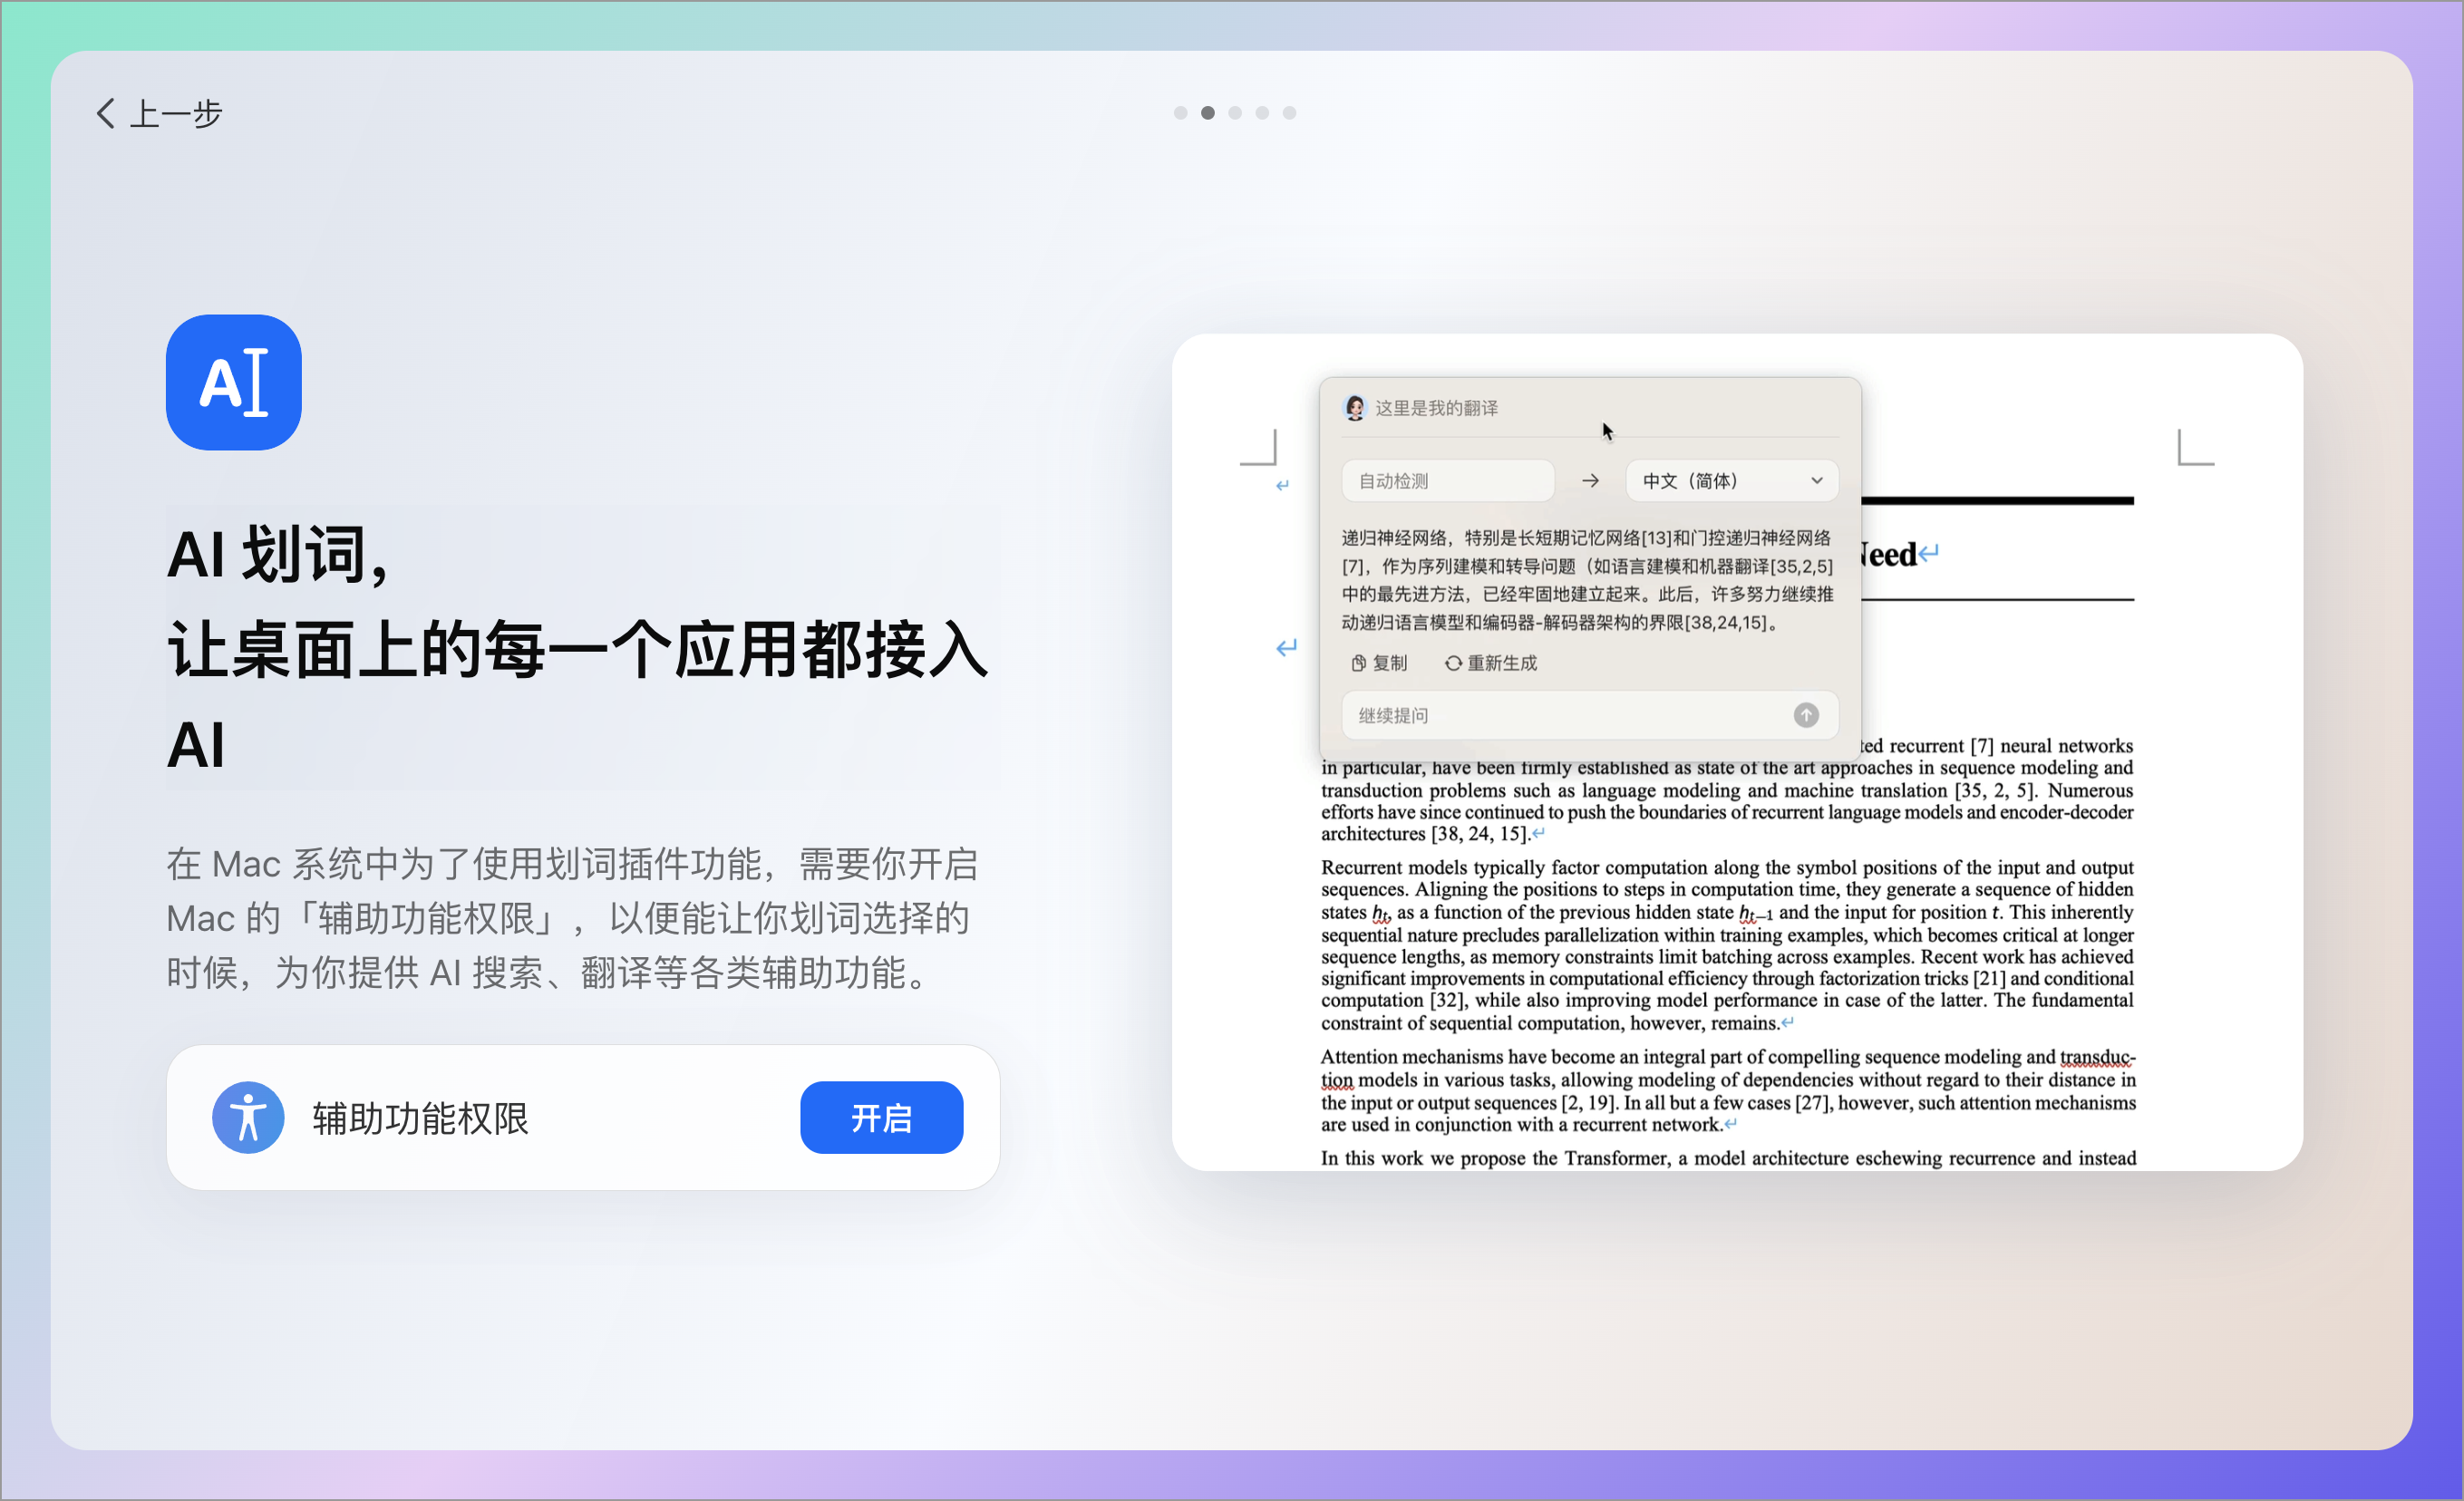 上一步
AI
AI 划词，
让桌面上的每一个应用都接入
AI
在 Mac 系统中为了使用划词插件功能，需要你开启
Mac 的「辅助功能权限」，以便能让你划词选择的
时候，为你提供 AI 搜索、翻译等各类辅助功能。
辅助功能权限
开启
这里是我的翻译
自动检测 → 中文（简体）
递归神经网络，特别是长短期记忆网络[13]和门控递归神经网络
[7]，作为序列建模和转导问题（如语言建模和机器翻译[35,2,5]
中的最先进方法，已经牢固地建立起来。此后，许多努力继续推
动递归语言模型和编码器-解码器架构的界限[38,24,15]。
复制 重新生成
继续提问
recurrent [7] neural networks
in particular, have been firmly established as state of the art approaches in sequence modeling and
transduction problems such as language modeling and machine translation [35, 2, 5]. Numerous
efforts have since continued to push the boundaries of recurrent language models and encoder-decoder
architectures [38, 24, 15].↵
Recurrent models typically factor computation along the symbol positions of the input and output
sequences. Aligning the positions to steps in computation time, they generate a sequence of hidden
states hₜ, as a function of the previous hidden state hₜ₋₁ and the input for position t. This inherently
sequential nature precludes parallelization within training examples, which becomes critical at longer
sequence lengths, as memory constraints limit batching across examples. Recent work has achieved
significant improvements in computational efficiency through factorization tricks [21] and conditional
computation [32], while also improving model performance in case of the latter. The fundamental
constraint of sequential computation, however, remains.↵
Attention mechanisms have become an integral part of compelling sequence modeling and transduc-
tion models in various tasks, allowing modeling of dependencies without regard to their distance in
the input or output sequences [2, 19]. In all but a few cases [27], however, such attention mechanisms
are used in conjunction with a recurrent network.↵
In this work we propose the Transformer, a model architecture eschewing recurrence and instead